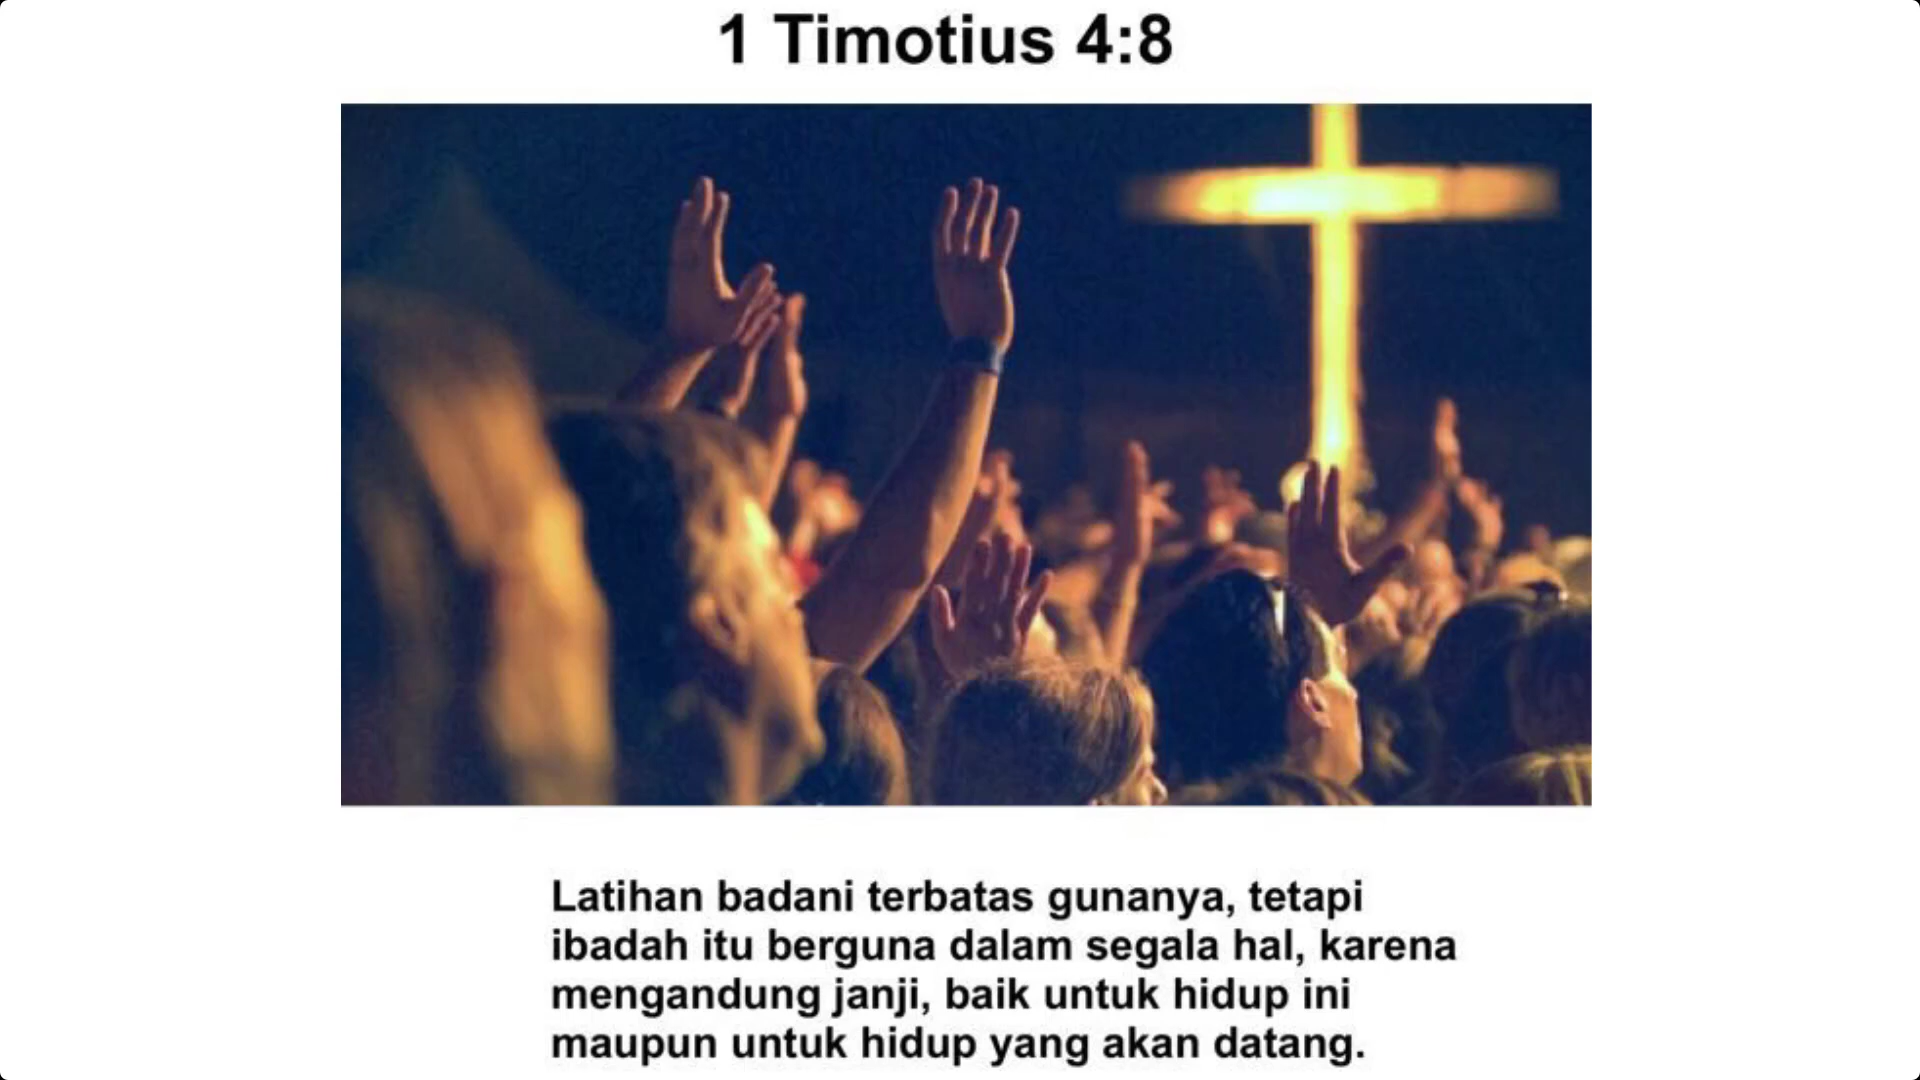 1 Timotius 4:8
Latihan badani terbatas gunanya, tetapi
ibadah itu berguna dalam segala hal, karena
mengandung janji, baik untuk hidup ini
maupun untuk hidup yang akan datang.